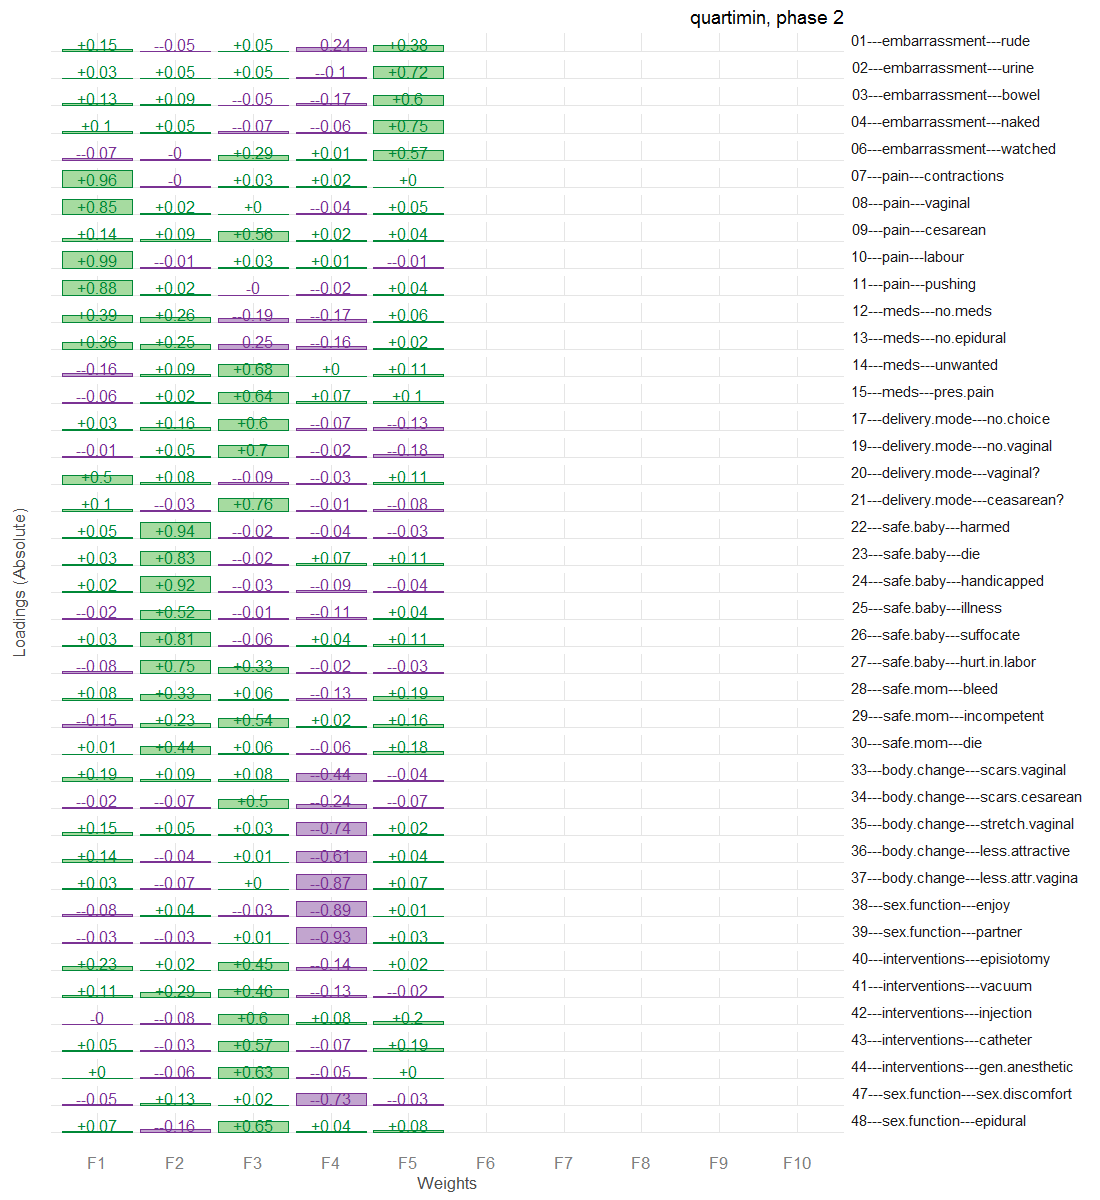 quartimin, phase 2
+0.15 --0.05 +0.05 --0.24 +0.38 01---embarrassment---rude
+0.03 +0.05 +0.05 --0.1 +0.72 02---embarrassment---urine
+0.13 +0.09 --0.05 --0.17 +0.6 03---embarrassment---bowel
+0.1 +0.05 --0.07 --0.06 +0.75 04---embarrassment---naked
--0.07 -0 +0.29 +0.01 +0.57 06---embarrassment---watched
+0.96 -0 +0.03 +0.02 +0 07---pain---contractions
+0.85 +0.02 +0 --0.04 +0.05 08---pain---vaginal
+0.14 +0.09 +0.56 +0.02 +0.04 09---pain---cesarean
+0.99 --0.01 +0.03 +0.01 --0.01 10---pain---labour
+0.88 +0.02 -0 --0.02 +0.04 11---pain---pushing
+0.39 +0.26 --0.19 --0.17 +0.06 12---meds---no.meds
+0.36 +0.25 --0.25 --0.16 +0.02 13---meds---no.epidural
--0.16 +0.09 +0.68 +0 +0.11 14---meds---unwanted
--0.06 +0.02 +0.64 +0.07 +0.1 15---meds---pres.pain
+0.03 +0.16 +0.6 --0.07 --0.13 17---delivery.mode---no.choice
--0.01 +0.05 +0.7 --0.02 --0.18 19---delivery.mode---no.vaginal
+0.5 +0.08 --0.09 --0.03 +0.11 20---delivery.mode---vaginal?
+0.1 --0.03 +0.76 --0.01 --0.08 21---delivery.mode---ceasarean?
+0.05 +0.94 --0.02 --0.04 --0.03 22---safe.baby---harmed
+0.03 +0.83 --0.02 +0.07 +0.11 23---safe.baby---die
+0.02 +0.92 --0.03 --0.09 --0.04 24---safe.baby---handicapped
--0.02 +0.52 --0.01 --0.11 +0.04 25---safe.baby---illness
+0.03 +0.81 --0.06 +0.04 +0.11 26---safe.baby---suffocate
--0.08 +0.75 +0.33 --0.02 --0.03 27---safe.baby---hurt.in.labor
+0.08 +0.33 +0.06 --0.13 +0.19 28---safe.mom---bleed
--0.15 +0.23 +0.54 +0.02 +0.16 29---safe.mom---incompetent
+0.01 +0.44 +0.06 --0.06 +0.18 30---safe.mom---die
+0.19 +0.09 +0.08 --0.44 --0.04 33---body.change---scars.vaginal
--0.02 --0.07 +0.5 --0.24 --0.07 34---body.change---scars.cesarean
+0.15 +0.05 +0.03 --0.74 +0.02 35---body.change---stretch.vaginal
+0.14 --0.04 +0.01 --0.61 +0.04 36---body.change---less.attractive
+0.03 --0.07 +0 --0.87 +0.07 37---body.change---less.attr.vagina
--0.08 +0.04 --0.03 --0.89 +0.01 38---sex.function---enjoy
--0.03 --0.03 +0.01 --0.93 +0.03 39---sex.function---partner
+0.23 +0.02 +0.45 --0.14 +0.02 40---interventions---episiotomy
+0.11 +0.29 +0.46 --0.13 --0.02 41---interventions---vacuum
-0 --0.08 +0.6 +0.08 +0.2 42---interventions---injection
+0.05 --0.03 +0.57 --0.07 +0.19 43---interventions---catheter
+0 --0.06 +0.63 --0.05 +0 44---interventions---gen.anesthetic
--0.05 +0.13 +0.02 --0.73 --0.03 47---sex.function---sex.discomfort
+0.07 --0.16 +0.65 +0.04 +0.08 48---sex.function---epidural
F1 F2 F3 F4 F5 F6 F7 F8 F9 F10
Weights
Loadings (Absolute)